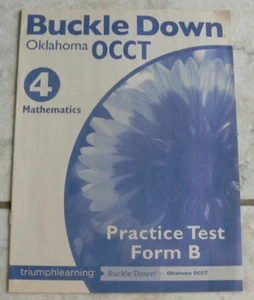 Buckle Down
Oklahoma OCCT
4
Mathematics
Practice Test
Form B
triumphlearning Buckle Down Oklahoma OCCT